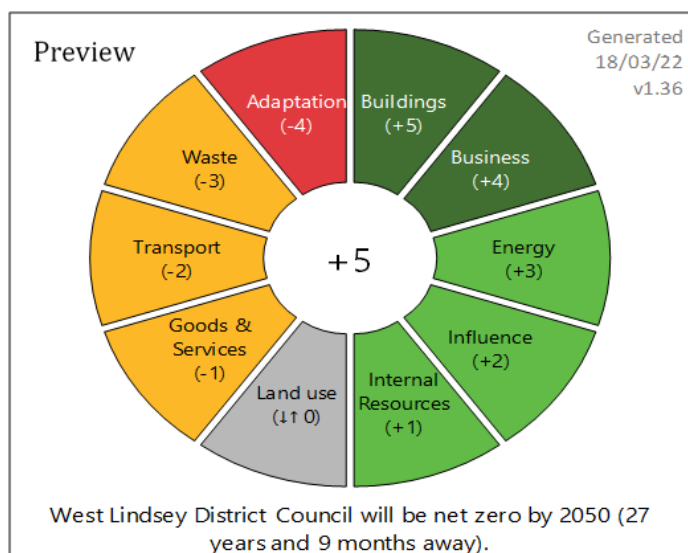 Preview
Generated
18/03/22
v1.36
Adaptation
(-4)
Buildings
(+5)
Waste
(-3)
Business
(+4)
Transport
(-2)
+5
Energy
(+3)
Goods &
Services
(-1)
Influence
(+2)
Land use
(↓↑ 0)
Internal
Resources
(+1)
West Lindsey District Council will be net zero by 2050 (27
years and 9 months away).